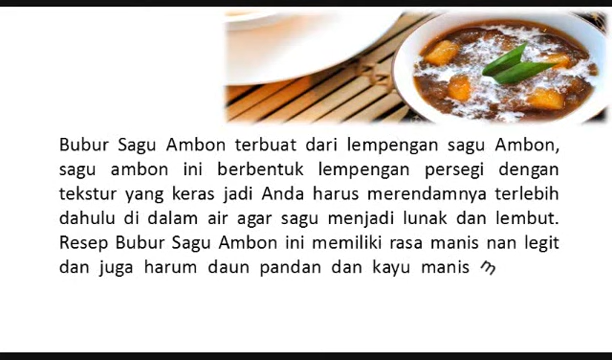 Bubur Sagu Ambon terbuat dari lempengan sagu Ambon,
sagu ambon ini berbentuk lempengan persegi dengan
tekstur yang keras jadi Anda harus merendamnya terlebih
dahulu di dalam air agar sagu menjadi lunak dan lembut.
Resep Bubur Sagu Ambon ini memiliki rasa manis nan legit
dan juga harum daun pandan dan kayu manis m